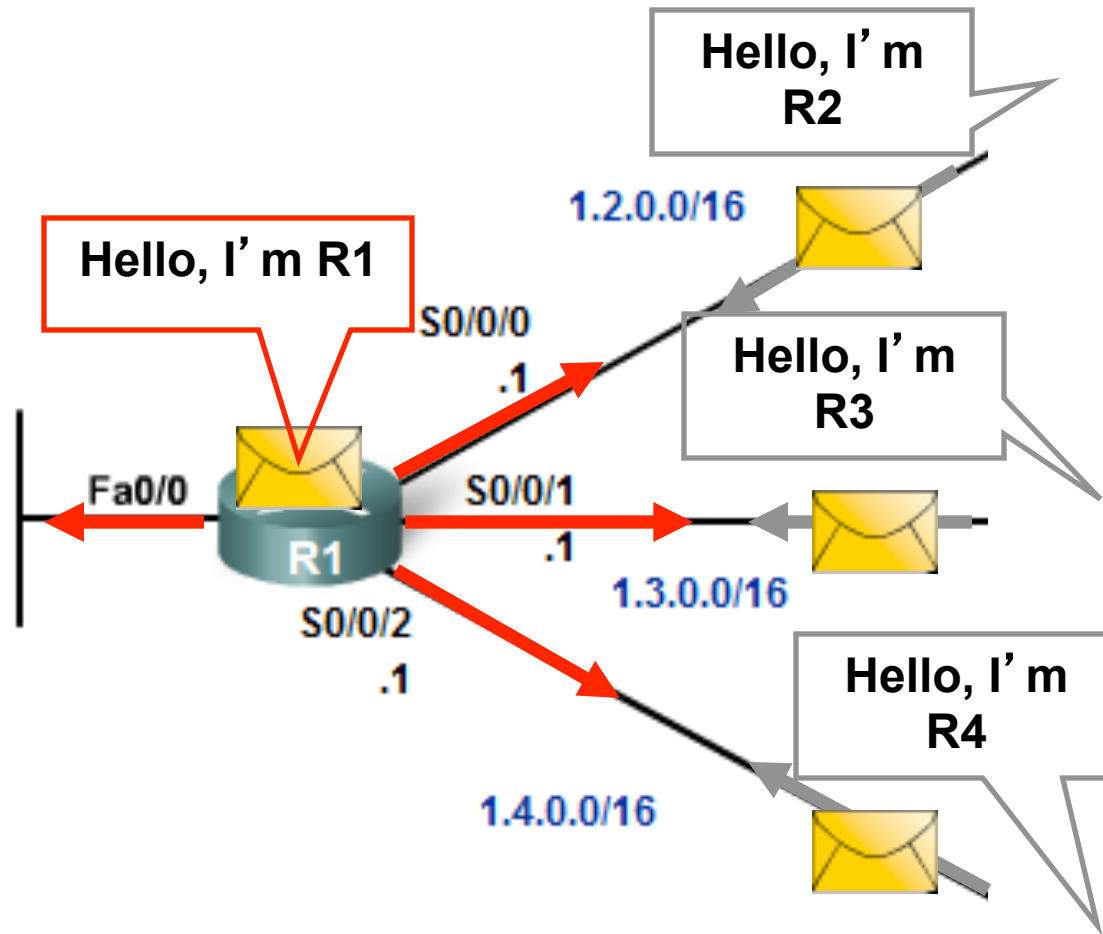 Hello, I’m
R2
1.2.0.0/16
Hello, I’m R1
S0/0/0
.1
Hello, I’m
R3
Fa0/0
S0/0/1
R1
.1
1.3.0.0/16
S0/0/2
.1
Hello, I’m
R4
1.4.0.0/16